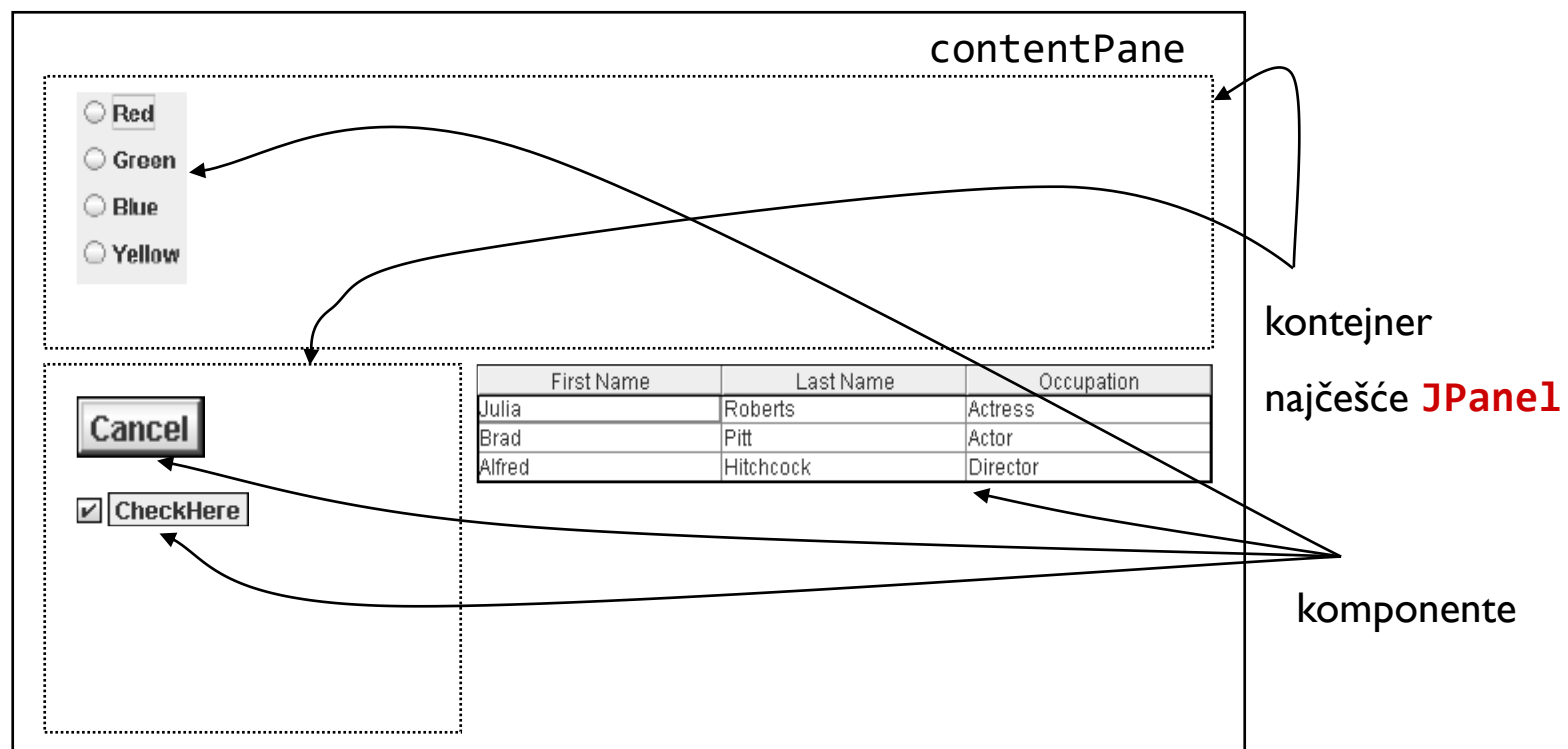 contentPane
Red
Green
Blue
Yellow
kontejner
najčešće JPanel
First Name Last Name Occupation
Julia Roberts Actress
Brad Pitt Actor
Alfred Hitchcock Director
Cancel
CheckHere
komponente